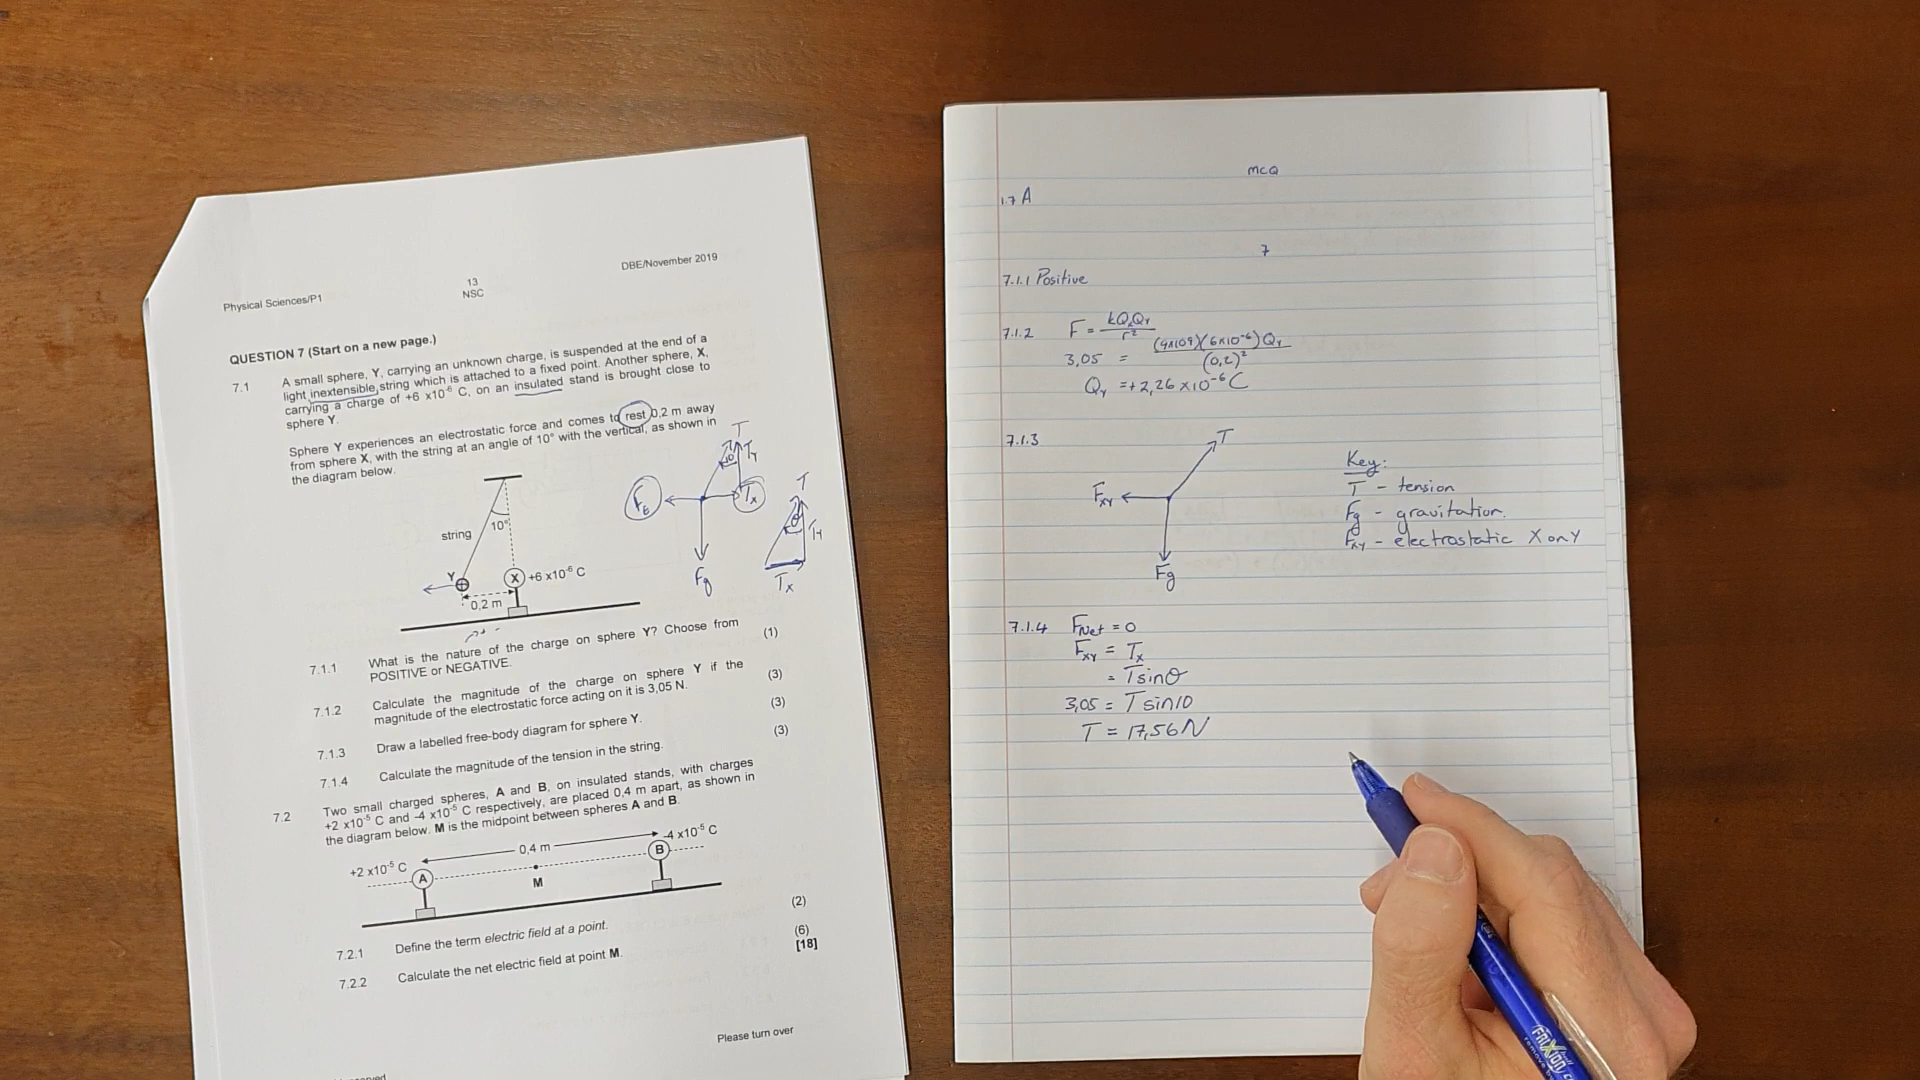 DBE/November 2019
13
NSC
Physical Sciences/P1
QUESTION 7 (Start on a new page.)
7.1 A small sphere, Y, carrying an unknown charge, is suspended at the end of a
light inextensible string which is attached to a fixed point. Another sphere, X,
carrying a charge of +6 x10⁻⁶ C, on an insulated stand is brought close to
sphere Y.
Sphere Y experiences an electrostatic force and comes to rest 0,2 m away
from sphere X, with the string at an angle of 10° with the vertical, as shown in
the diagram below.
string
10°
Y
X
+6 x10⁻⁶ C
0,2 m
T
10
Ty
FE
Tx
Fg
T
θ
Ty
Tx
7.1.1 What is the nature of the charge on sphere Y? Choose from
POSITIVE or NEGATIVE. (1)
7.1.2 Calculate the magnitude of the charge on sphere Y if the
magnitude of the electrostatic force acting on it is 3,05 N. (3)
7.1.3 Draw a labelled free-body diagram for sphere Y. (3)
7.1.4 Calculate the magnitude of the tension in the string. (3)
7.2 Two small charged spheres, A and B, on insulated stands, with charges
+2 x10⁻⁵ C and -4 x10⁻⁵ C respectively, are placed 0,4 m apart, as shown in
the diagram below. M is the midpoint between spheres A and B.
+2 x10⁻⁵ C
A
0,4 m
M
-4 x10⁻⁵ C
B
7.2.1 Define the term electric field at a point. (2)
7.2.2 Calculate the net electric field at point M. (6)
[18]
Please turn over
MCQ
1.7 A
7
7.1.1 Positive
7.1.2 F = kQxQY/r²
3,05 = (9x10⁹)(6x10⁻⁶)QY/(0,2)²
QY = +2,26 x10⁻⁶ C
7.1.3
T
FXY
Fg
Key:
T - tension
Fg - gravitation.
FXY - electrostatic X on Y
7.1.4 FNet = 0
FXY = Tx
= Tsinθ
3,05 = T sin10
T = 17,56N
FRIXION